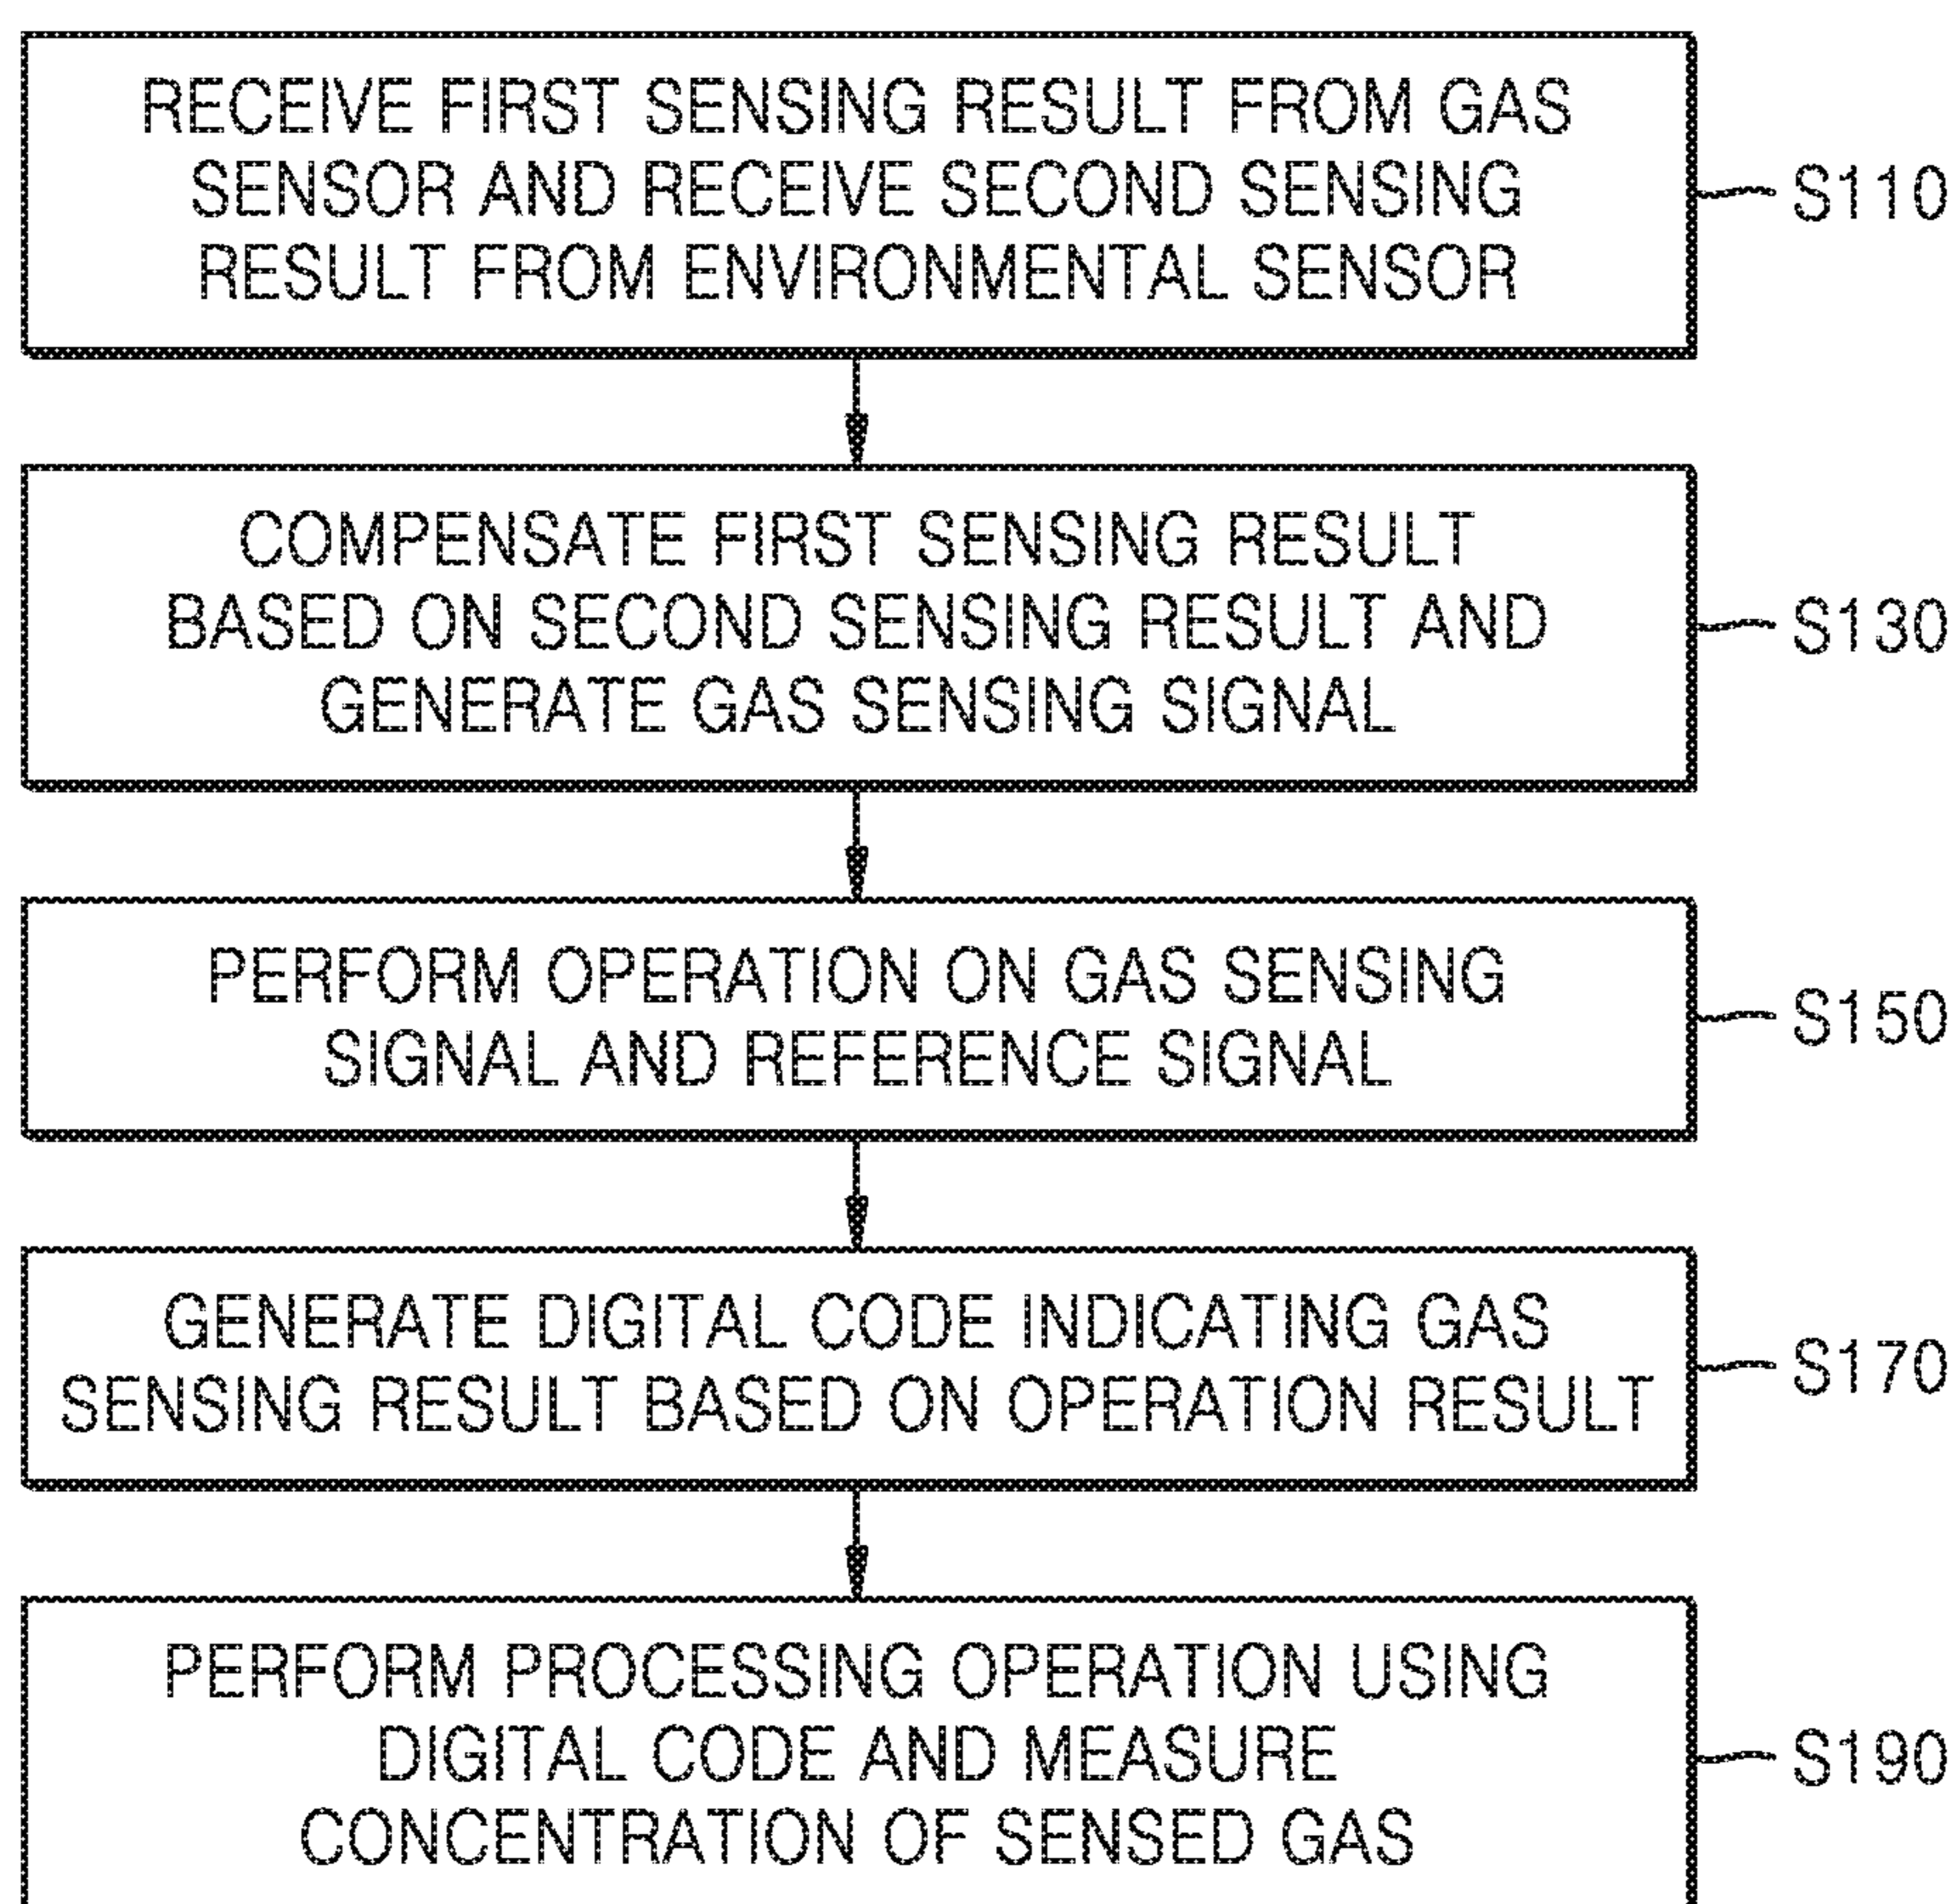 RECEIVE FIRST SENSING RESULT FROM GAS
SENSOR AND RECEIVE SECOND SENSING
RESULT FROM ENVIRONMENTAL SENSOR
S110
COMPENSATE FIRST SENSING RESULT
BASED ON SECOND SENSING RESULT AND
GENERATE GAS SENSING SIGNAL
S130
PERFORM OPERATION ON GAS SENSING
SIGNAL AND REFERENCE SIGNAL
S150
GENERATE DIGITAL CODE INDICATING GAS
SENSING RESULT BASED ON OPERATION RESULT
S170
PERFORM PROCESSING OPERATION USING
DIGITAL CODE AND MEASURE
CONCENTRATION OF SENSED GAS
S190